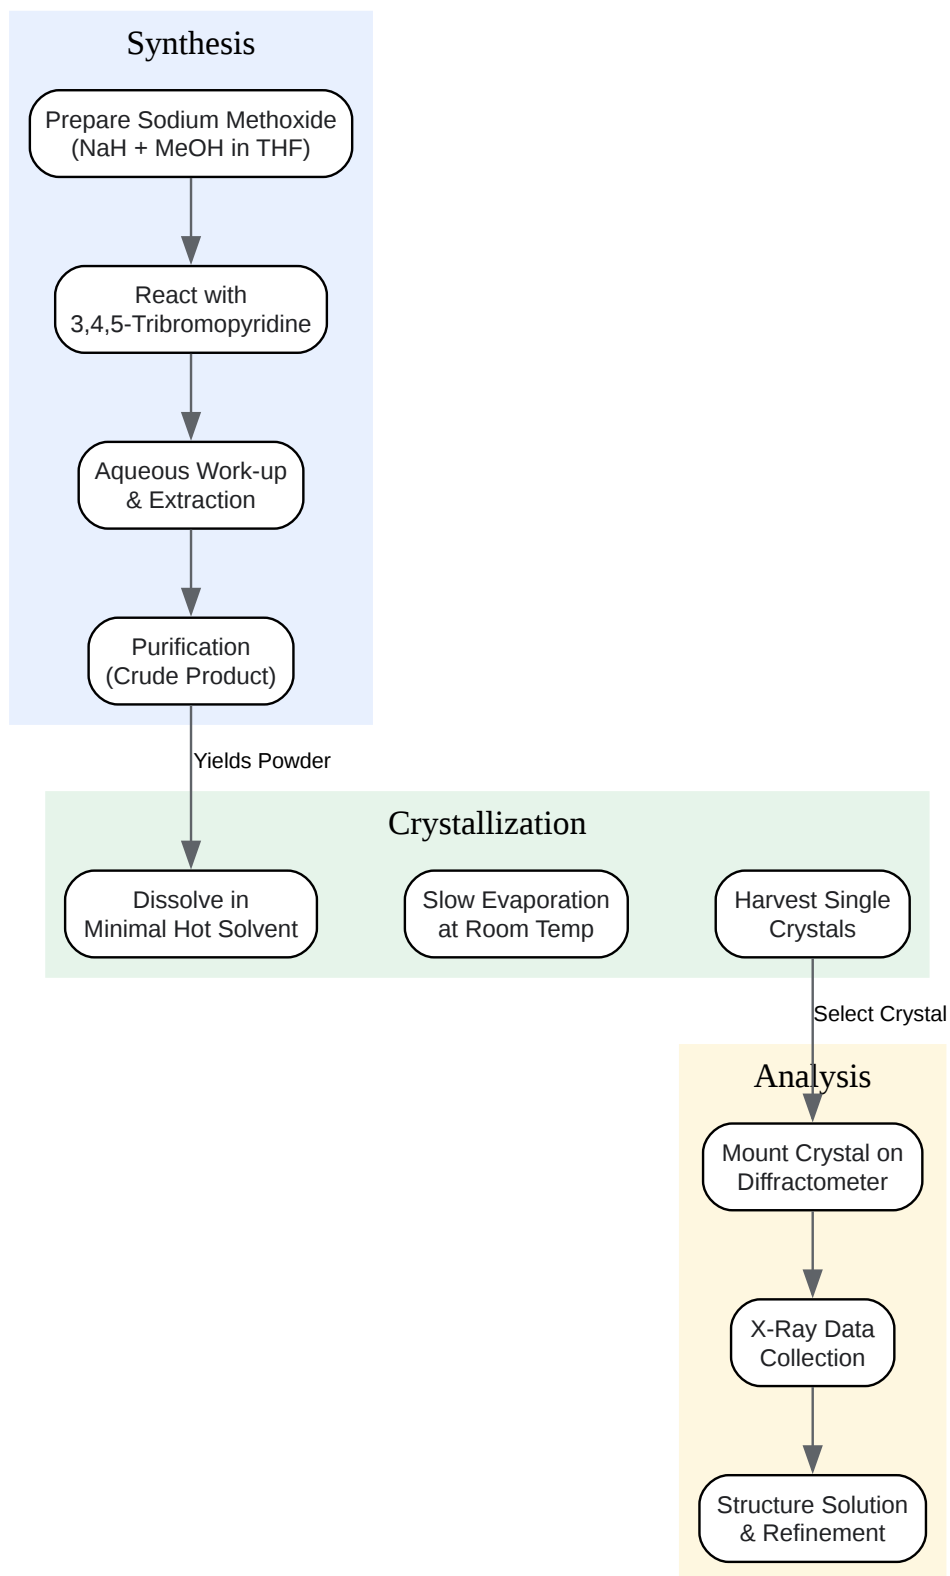 Synthesis
Prepare Sodium Methoxide
(NaH + MeOH in THF)
React with
3,4,5-Tribromopyridine
Aqueous Work-up
& Extraction
Purification
(Crude Product)
Yields Powder
Crystallization
Dissolve in
Minimal Hot Solvent
Slow Evaporation
at Room Temp
Harvest Single
Crystals
Select Crystal
Analysis
Mount Crystal on
Diffractometer
X-Ray Data
Collection
Structure Solution
& Refinement